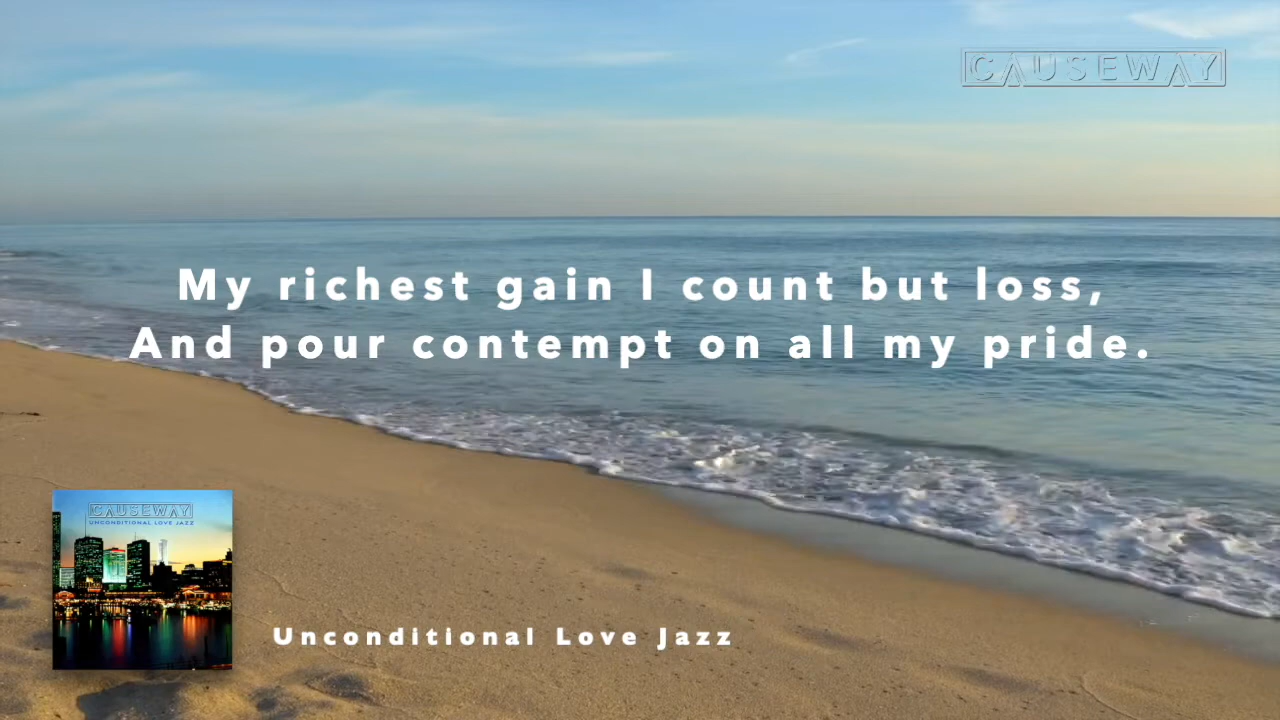 CAUSEWAY
My richest gain I count but loss,
And pour contempt on all my pride.
CAUSEWAY
UNCONDITIONAL LOVE JAZZ
Unconditional Love Jazz